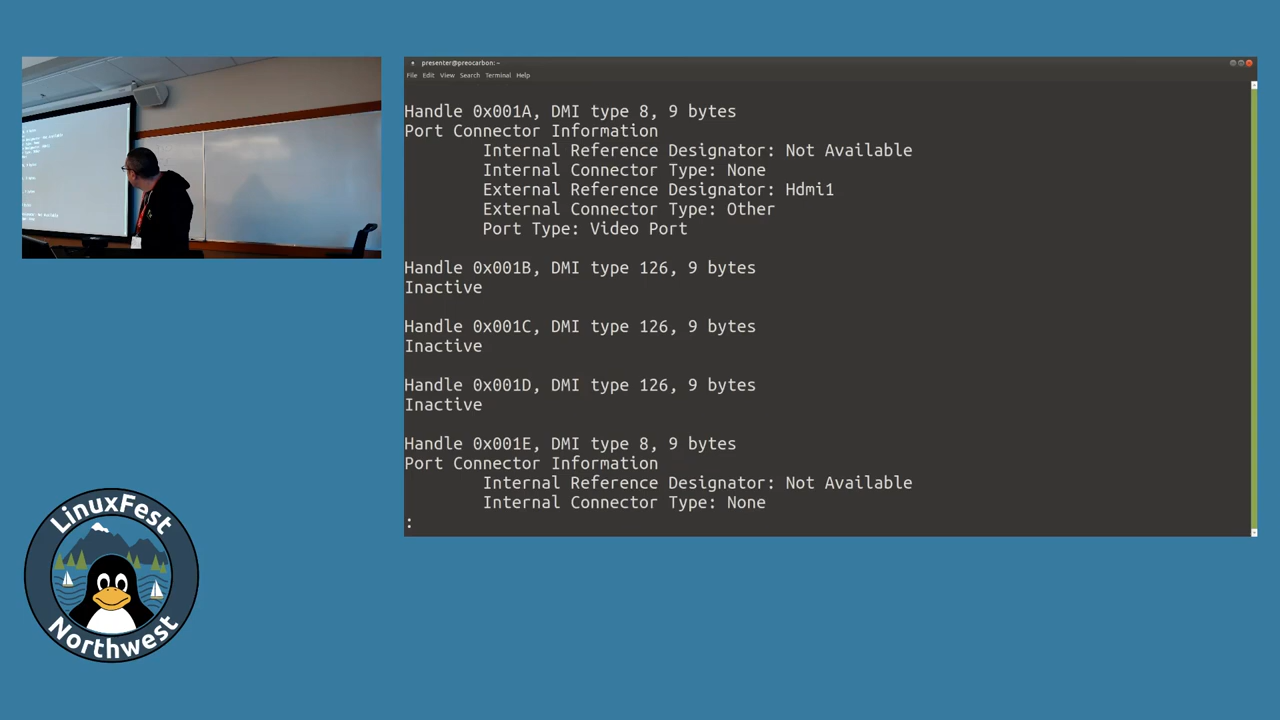 presenter@preocarbon: ~
File Edit View Search Terminal Help
Handle 0x001A, DMI type 8, 9 bytes
Port Connector Information
Internal Reference Designator: Not Available
Internal Connector Type: None
External Reference Designator: Hdmi1
External Connector Type: Other
Port Type: Video Port
Handle 0x001B, DMI type 126, 9 bytes
Inactive
Handle 0x001C, DMI type 126, 9 bytes
Inactive
Handle 0x001D, DMI type 126, 9 bytes
Inactive
Handle 0x001E, DMI type 8, 9 bytes
Port Connector Information
Internal Reference Designator: Not Available
Internal Connector Type: None
:
LinuxFest
Northwest